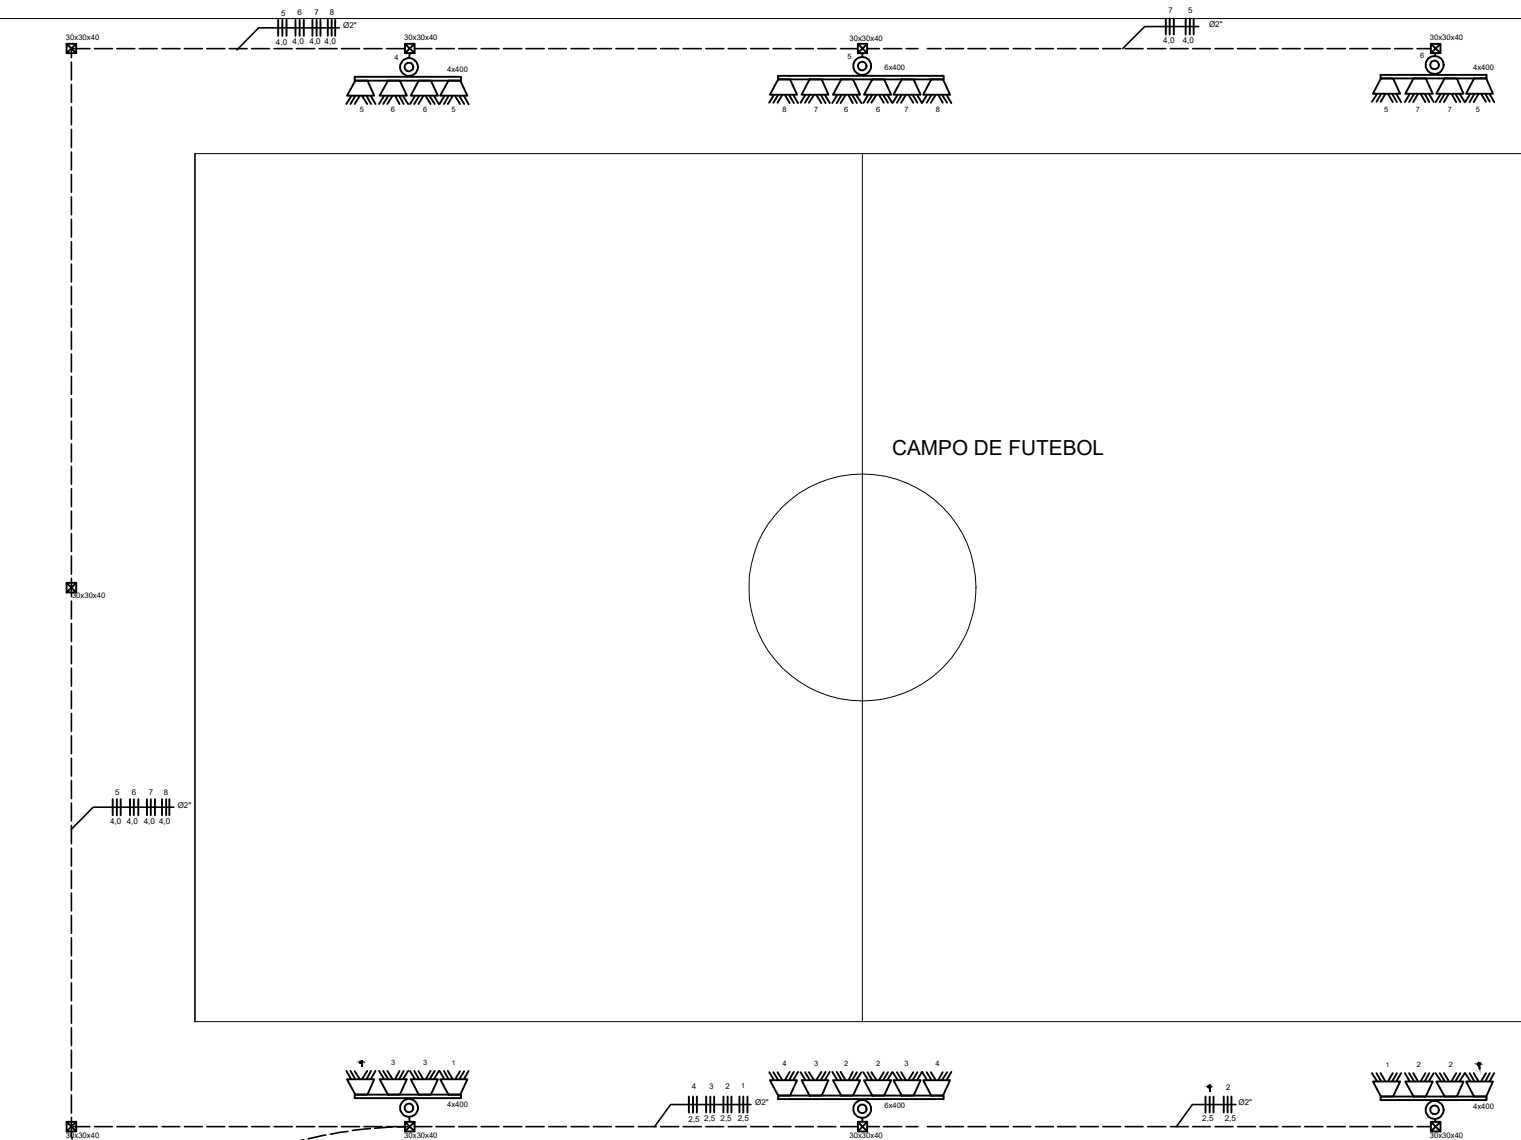 5 6 7 8
Ø2"
4,0 4,0 4,0 4,0
7 5
Ø2"
4,0 4,0
30x30x40
30x30x40
30x30x40
30x30x40
4
4x400
5 6 6 5
5
6x400
8 7 6 6 7 8
6
4x400
5 7 7 5
CAMPO DE FUTEBOL
30x30x40
5 6 7 8
Ø2"
4,0 4,0 4,0 4,0
3 3 1
4x400
4 3 2 1
Ø2"
2,5 2,5 2,5 2,5
4 3 2 2 3 4
6x400
2
Ø2"
2,5 2,5
1 2 2
4x400
30x30x40
30x30x40
30x30x40
30x30x40